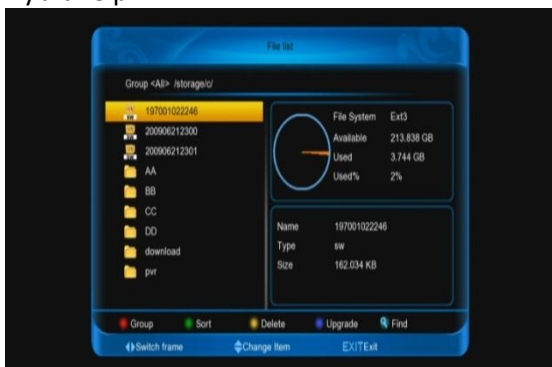 File list
Group <All> /storage/c/
197001022246
200906212300
200906212301
AA
BB
CC
DD
download
pvr
File System Ext3
Available 213.838 GB
Used 3.744 GB
Used% 2%
Name 197001022246
Type sw
Size 162.034 KB
Group Sort Delete Upgrade Find
Switch frame Change Item EXITExit